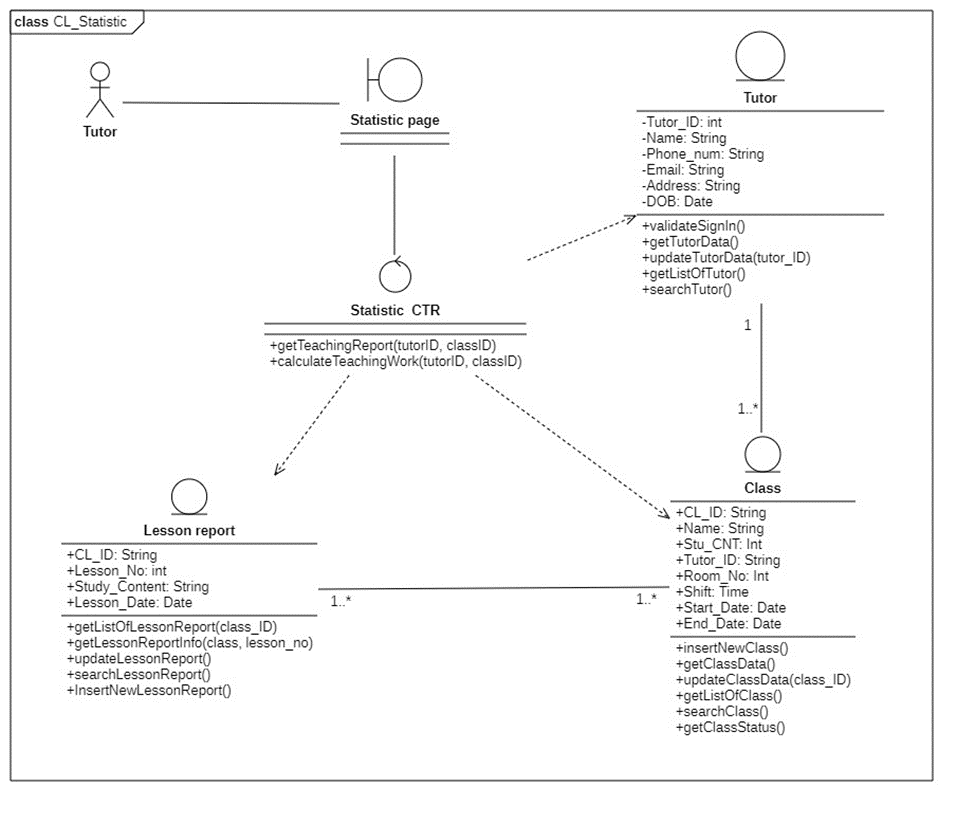 class CL_Statistic
Tutor
Statistic page
Tutor
-Tutor_ID: int
-Name: String
-Phone_num: String
-Email: String
-Address: String
-DOB: Date
+validateSignIn()
+getTutorData()
+updateTutorData(tutor_ID)
+getListOfTutor()
+searchTutor()
Statistic CTR
+getTeachingReport(tutorID, classID)
+calculateTeachingWork(tutorID, classID)
1
1..*
Class
+CL_ID: String
+Name: String
+Stu_CNT: Int
+Tutor_ID: String
+Room_No: Int
+Shift: Time
+Start_Date: Date
+End_Date: Date
+insertNewClass()
+getClassData()
+updateClassData(class_ID)
+getListOfClass()
+searchClass()
+getClassStatus()
Lesson report
+CL_ID: String
+Lesson_No: int
+Study_Content: String
+Lesson_Date: Date
+getListOfLessonReport(class_ID)
+getLessonReportInfo(class, lesson_no)
+updateLessonReport()
+searchLessonReport()
+InsertNewLessonReport()
1..*
1..*